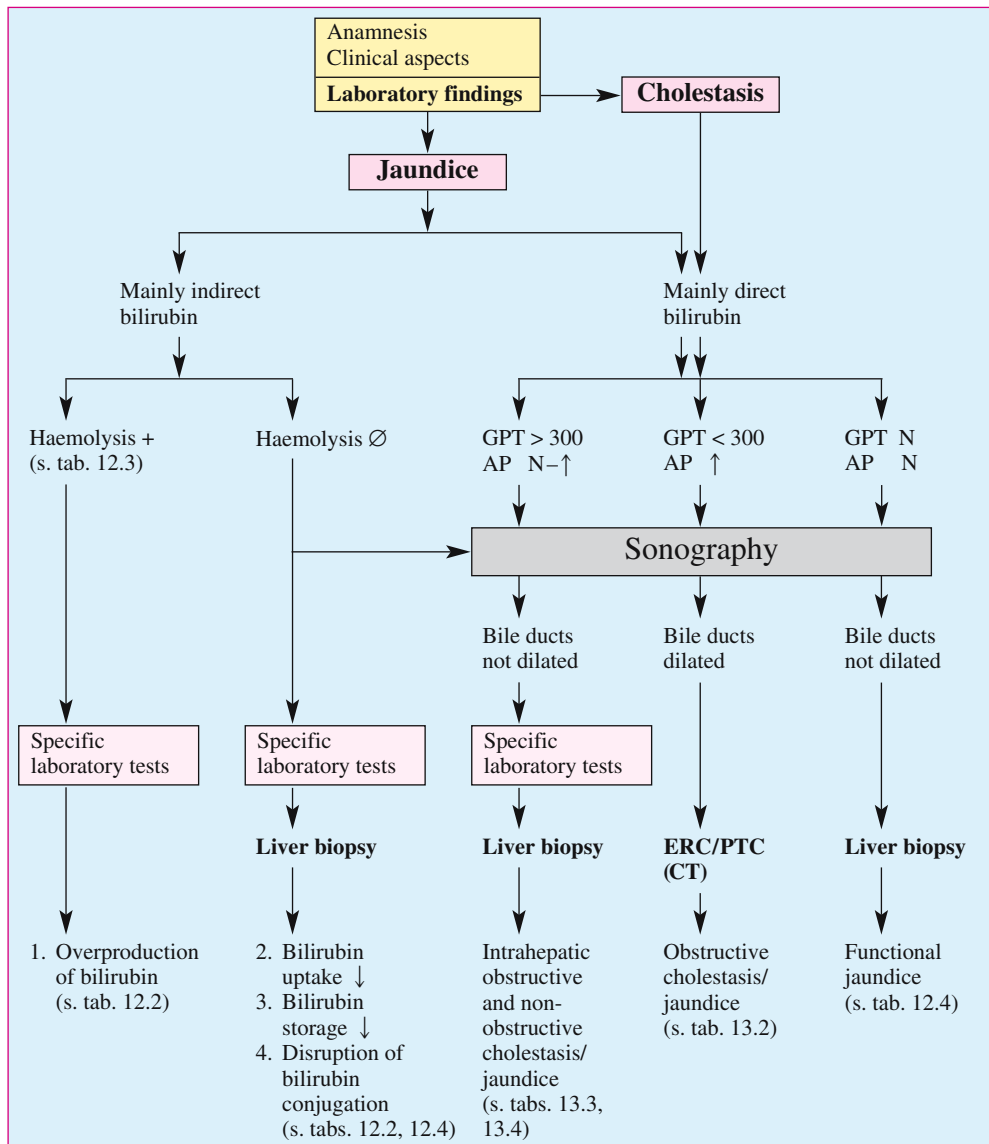 Anamnesis
Clinical aspects
Laboratory findings
Cholestasis
Jaundice
Mainly indirect
bilirubin
Mainly direct
bilirubin
Haemolysis +
(s. tab. 12.3)
Haemolysis ∅
GPT > 300
AP N–↑
GPT < 300
AP ↑
GPT N
AP N
Sonography
Bile ducts
not dilated
Bile ducts
dilated
Bile ducts
not dilated
Specific
laboratory tests
Specific
laboratory tests
Specific
laboratory tests
Liver biopsy
Liver biopsy
ERC/PTC
(CT)
Liver biopsy
1. Overproduction
of bilirubin
(s. tab. 12.2)
2. Bilirubin
uptake ↓
3. Bilirubin
storage ↓
4. Disruption of
bilirubin
conjugation
(s. tabs. 12.2, 12.4)
Intrahepatic
obstructive
and non-
obstructive
cholestasis/
jaundice
(s. tabs. 13.3,
13.4)
Obstructive
cholestasis/
jaundice
(s. tab. 13.2)
Functional
jaundice
(s. tab. 12.4)